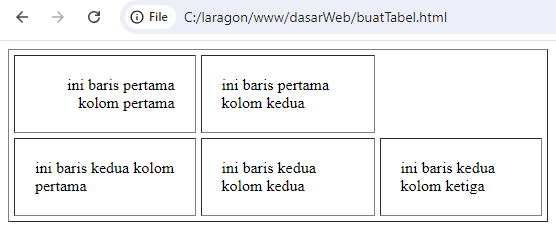 File C:/laragon/www/dasarWeb/buatTabel.html
ini baris pertama
kolom pertama
ini baris pertama
kolom kedua
ini baris kedua kolom
pertama
ini baris kedua
kolom kedua
ini baris kedua
kolom ketiga